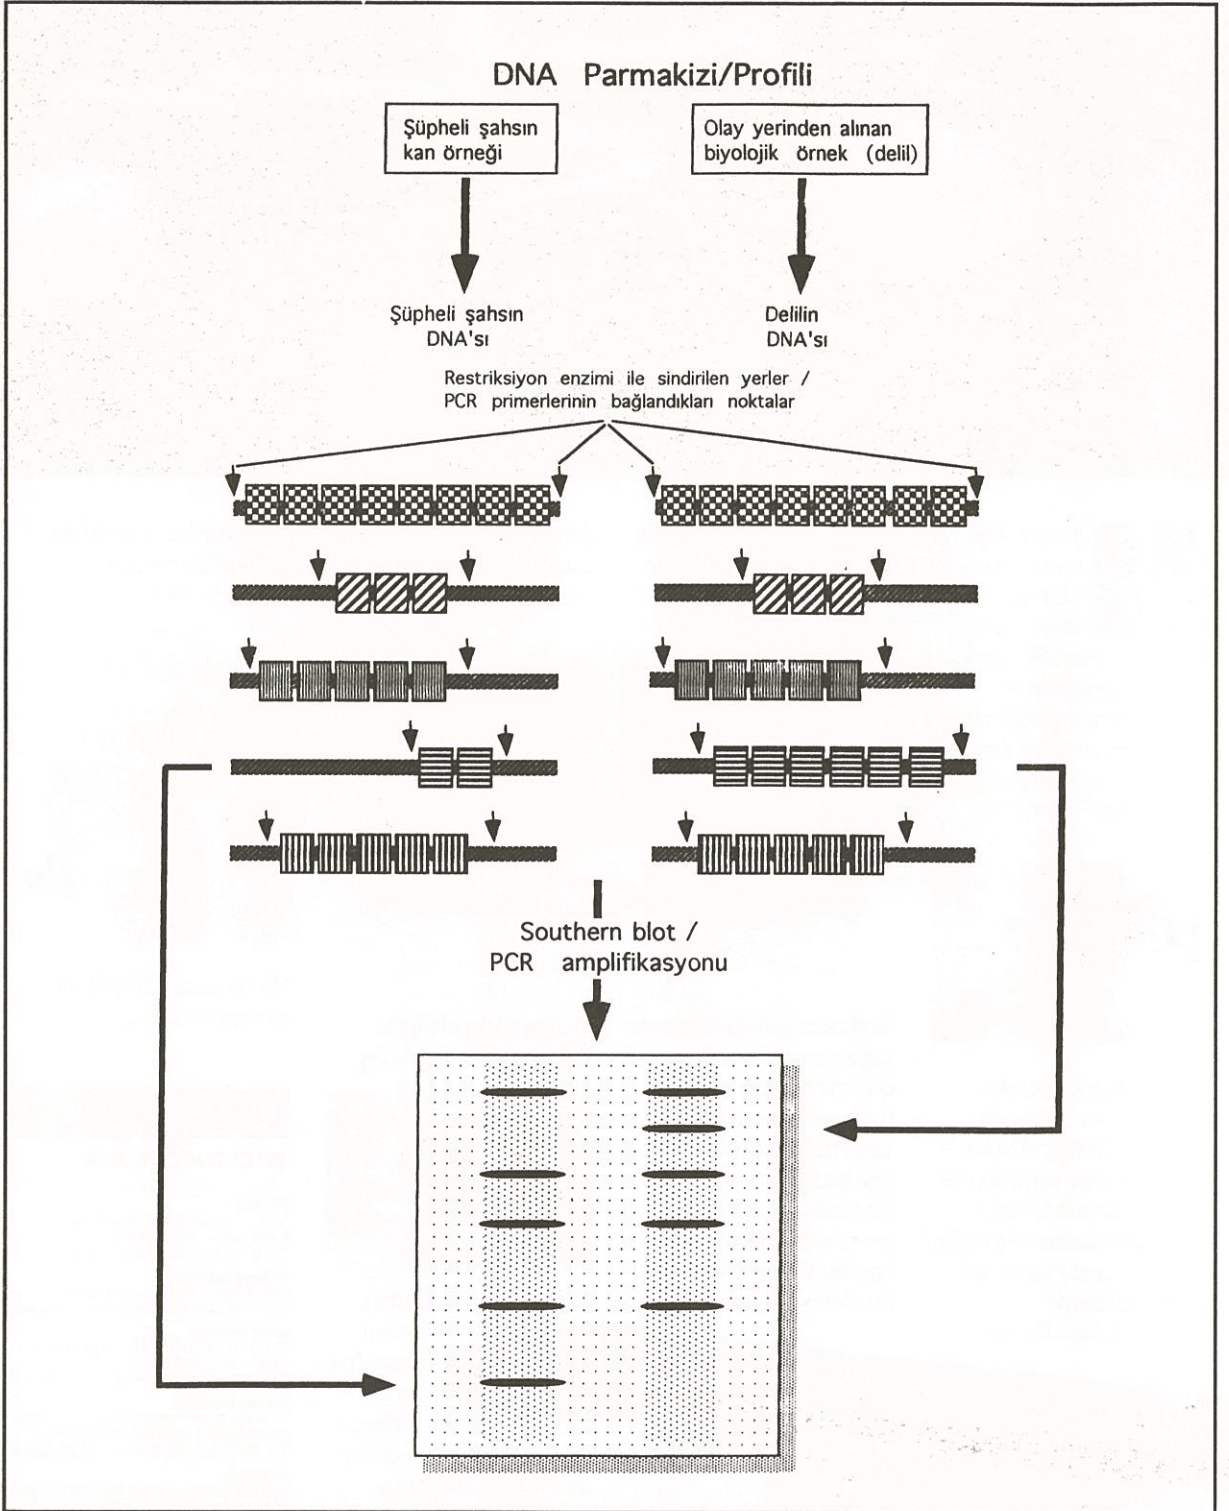 DNA Parmakizi/Profili
Şüpheli şahsın
kan örneği
Olay yerinden alınan
biyolojik örnek (delil)
Şüpheli şahsın
DNA'sı
Delilin
DNA'sı
Restriksiyon enzimi ile sindirilen yerler /
PCR primerlerinin bağlandıkları noktalar
Southern blot /
PCR amplifikasyonu